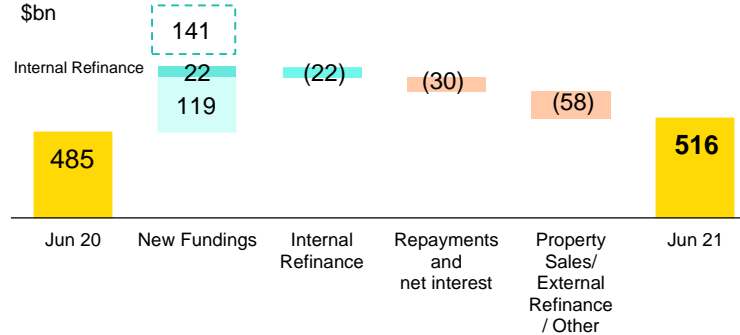 $bn
141
Internal Refinance
22
(22)
(30)
119
(58)
485
516
Jun 20
New Fundings
Internal
Refinance
Repayments
and
net interest
Property
Sales/
External
Refinance
/ Other
Jun 21